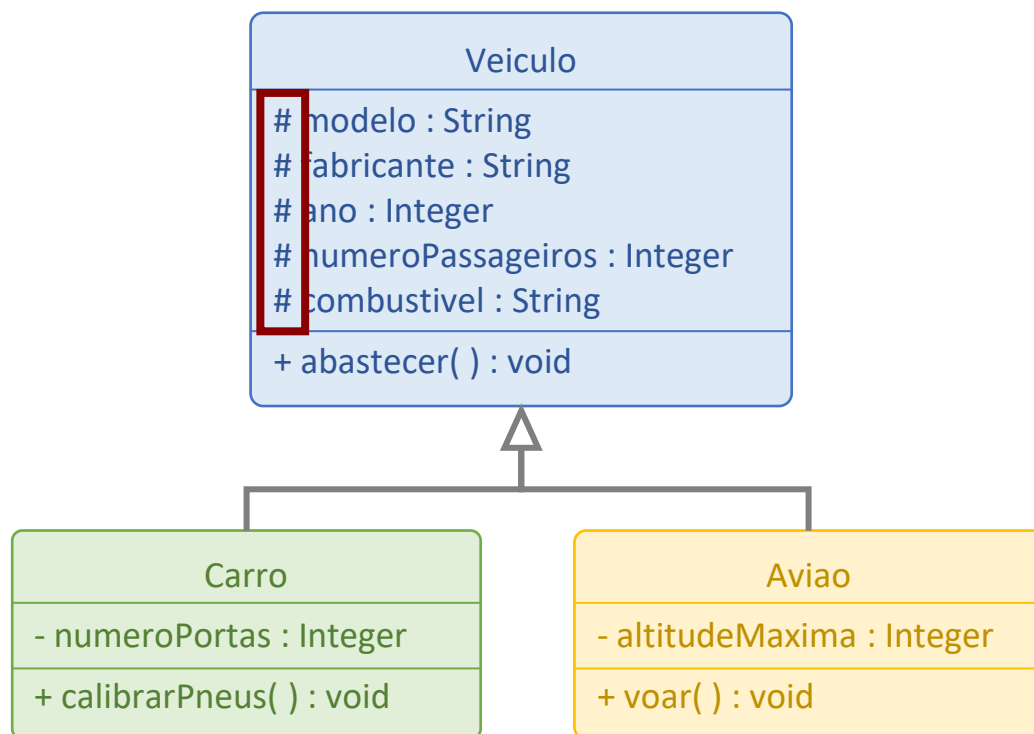 Veiculo
# modelo : String
# fabricante : String
# ano : Integer
# numeroPassageiros : Integer
# combustivel : String
+ abastecer( ) : void
Carro
- numeroPortas : Integer
+ calibrarPneus( ) : void
Aviao
- altitudeMaxima : Integer
+ voar( ) : void